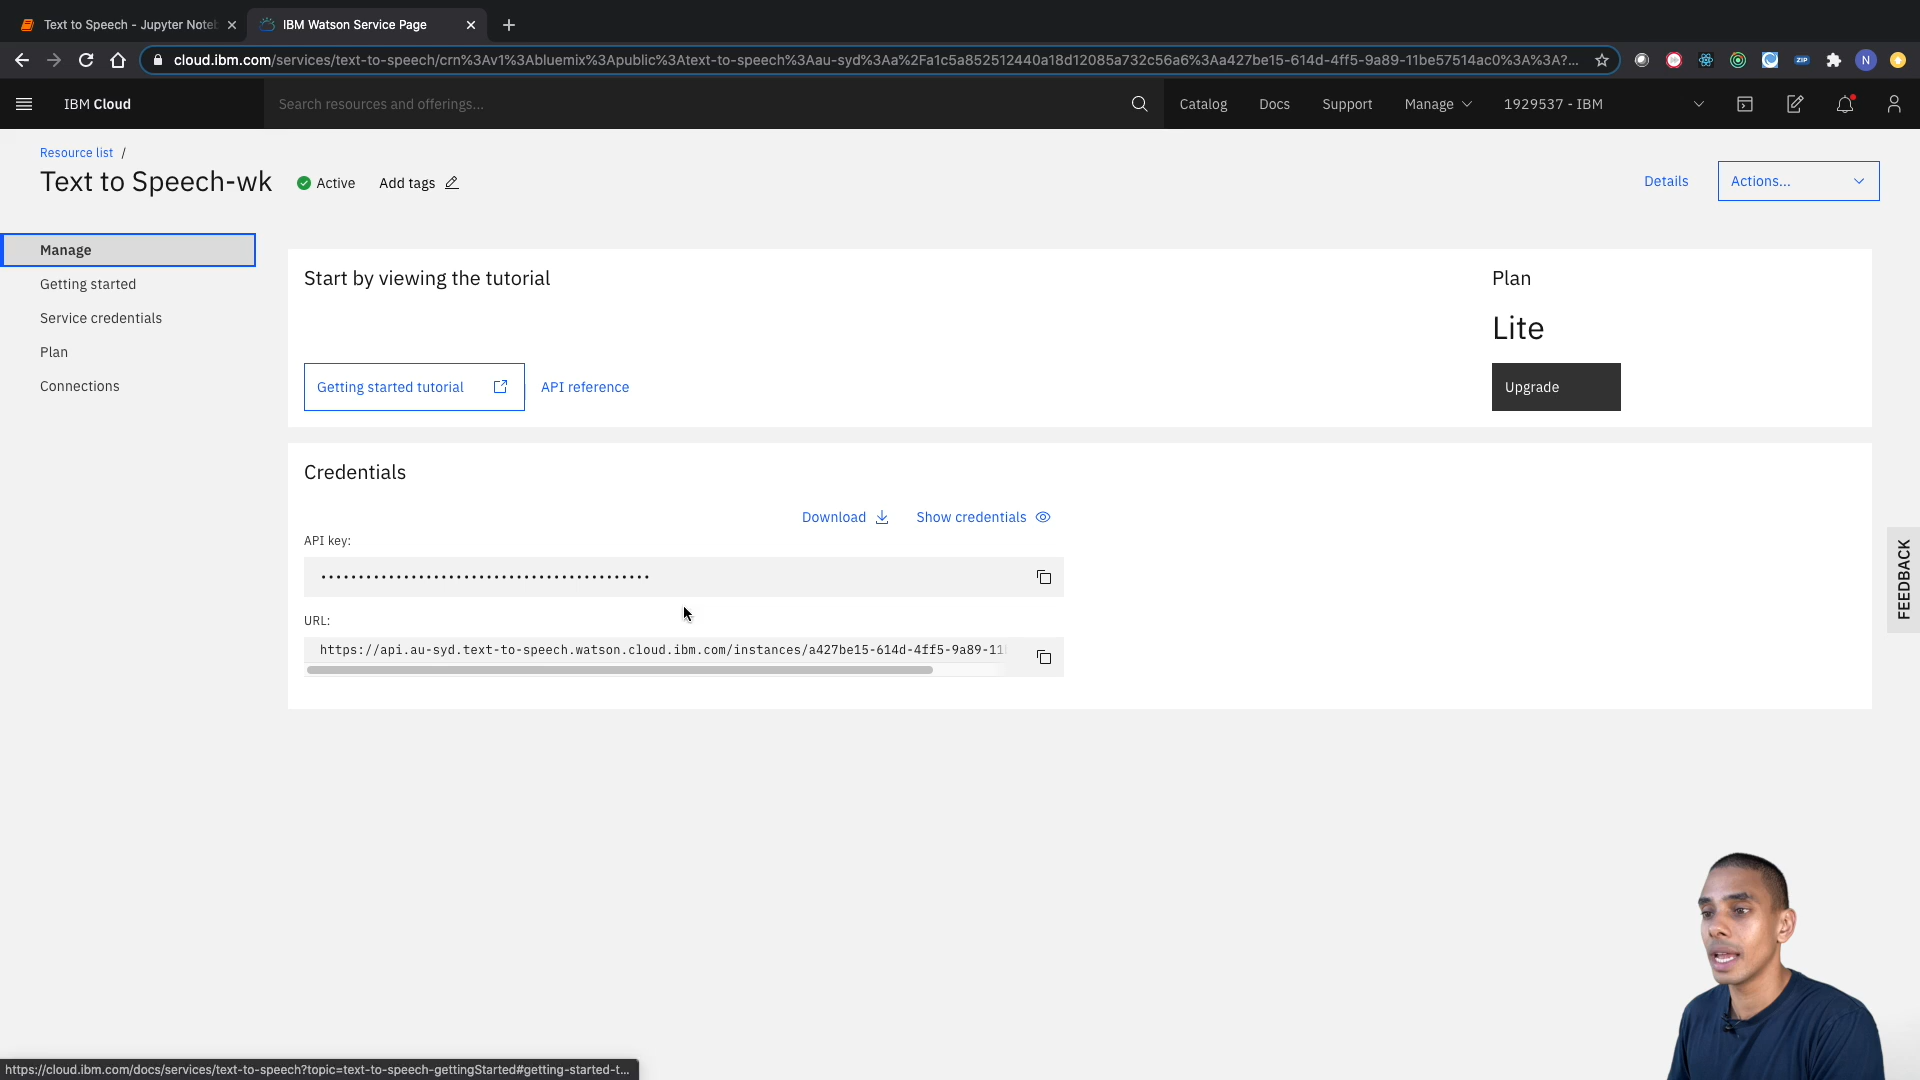 Text to Speech - Jupyter Note
IBM Watson Service Page
cloud.ibm.com/services/text-to-speech/crn%3Av1%3Abluemix%3Apublic%3Atext-to-speech%3Aau-syd%3Aa%2Fa1c5a852512440a18d12085a732c56a6%3Aa427be15-614d-4ff5-9a89-11be57514ac0%3A%3A?...
ZIP
N
IBM Cloud
Search resources and offerings...
Catalog
Docs
Support
Manage
1929537 - IBM
Resource list /
Text to Speech-wk
Active
Add tags
Details
Actions...
Manage
Getting started
Service credentials
Plan
Connections
Start by viewing the tutorial
Getting started tutorial
API reference
Plan
Lite
Upgrade
Credentials
Download
Show credentials
API key:
URL:
https://api.au-syd.text-to-speech.watson.cloud.ibm.com/instances/a427be15-614d-4ff5-9a89-11
FEEDBACK
https://cloud.ibm.com/docs/services/text-to-speech?topic=text-to-speech-gettingStarted#getting-started-t...